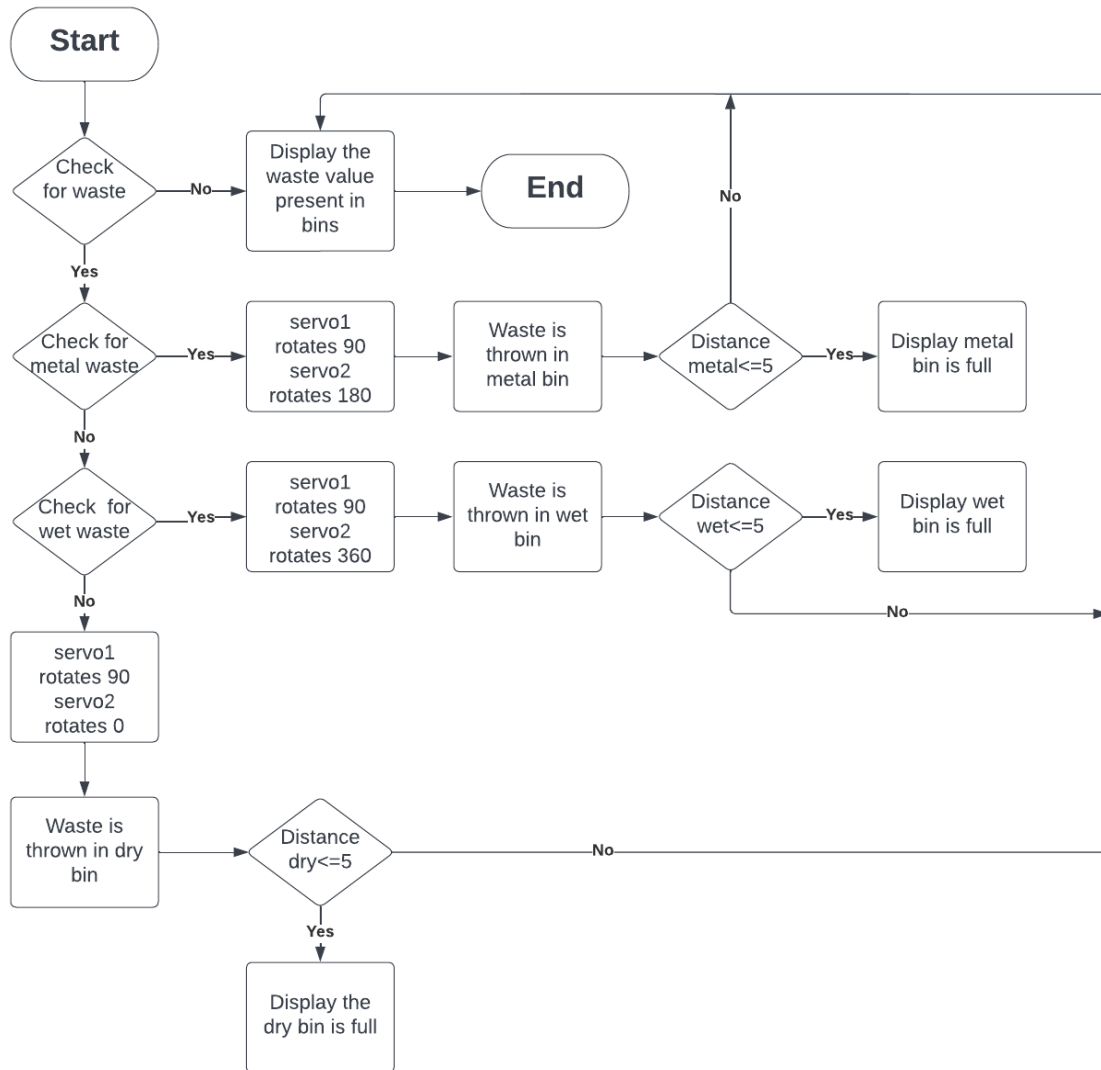 Start
Check
for waste
No
Display the
waste value
present in
bins
End
Yes
No
Check for
metal waste
Yes
servo1
rotates 90
servo2
rotates 180
Waste is
thrown in
metal bin
Distance
metal<=5
Yes
Display metal
bin is full
No
Check  for
wet waste
Yes
servo1
rotates 90
servo2
rotates 360
Waste is
thrown in wet
bin
Distance
wet<=5
Yes
Display wet
bin is full
No
No
servo1
rotates 90
servo2
rotates 0
Waste is
thrown in dry
bin
Distance
dry<=5
No
Yes
Display the
dry bin is full